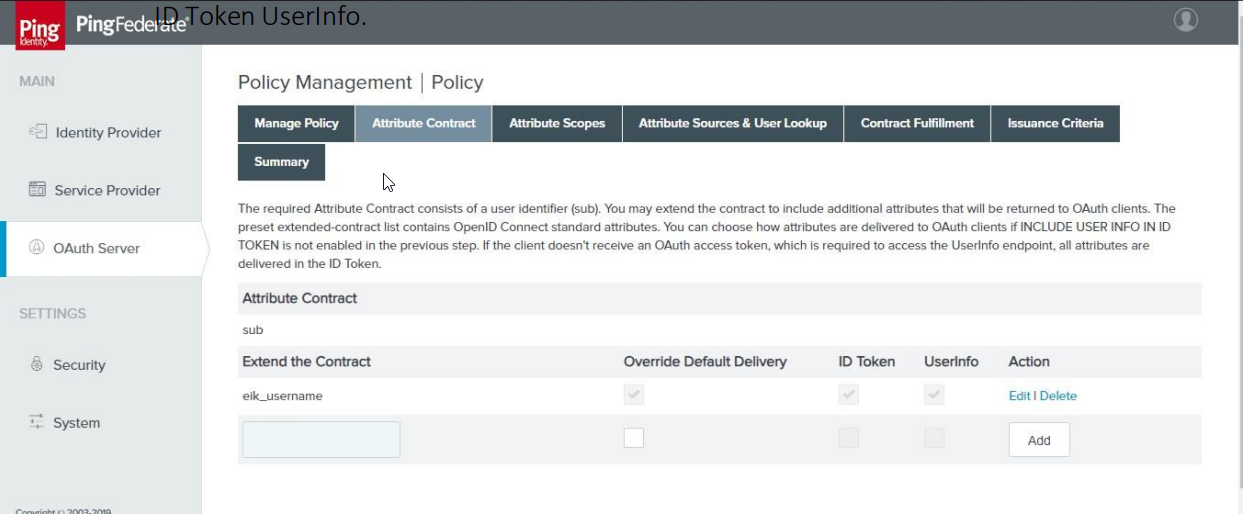 ID Token UserInfo.
Ping
Identity
PingFederate
MAIN
Identity Provider
Service Provider
OAuth Server
SETTINGS
Security
System
Copyright © 2003-2019
Policy Management | Policy
Manage Policy Attribute Contract Attribute Scopes Attribute Sources & User Lookup Contract Fulfillment Issuance Criteria
Summary
The required Attribute Contract consists of a user identifier (sub). You may extend the contract to include additional attributes that will be returned to OAuth clients. The
preset extended-contract list contains OpenID Connect standard attributes. You can choose how attributes are delivered to OAuth clients if INCLUDE USER INFO IN ID
TOKEN is not enabled in the previous step. If the client doesn't receive an OAuth access token, which is required to access the UserInfo endpoint, all attributes are
delivered in the ID Token.
Attribute Contract
sub
Extend the Contract Override Default Delivery ID Token UserInfo Action
eik_username Edit | Delete
Add